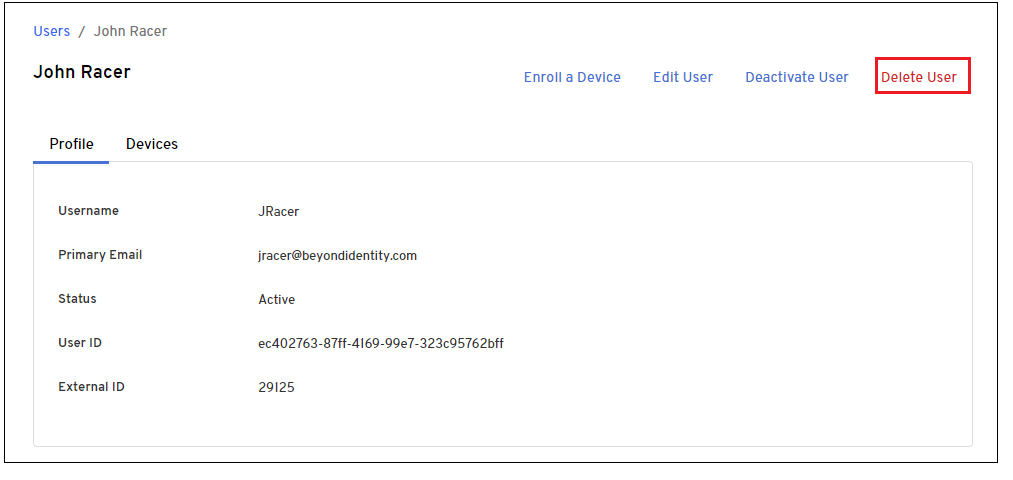 Users / John Racer
John Racer
Enroll a Device Edit User Deactivate User Delete User
Profile Devices
Username JRacer
Primary Email jracer@beyondidentity.com
Status Active
User ID ec402763-87ff-4169-99e7-323c95762bff
External ID 29125